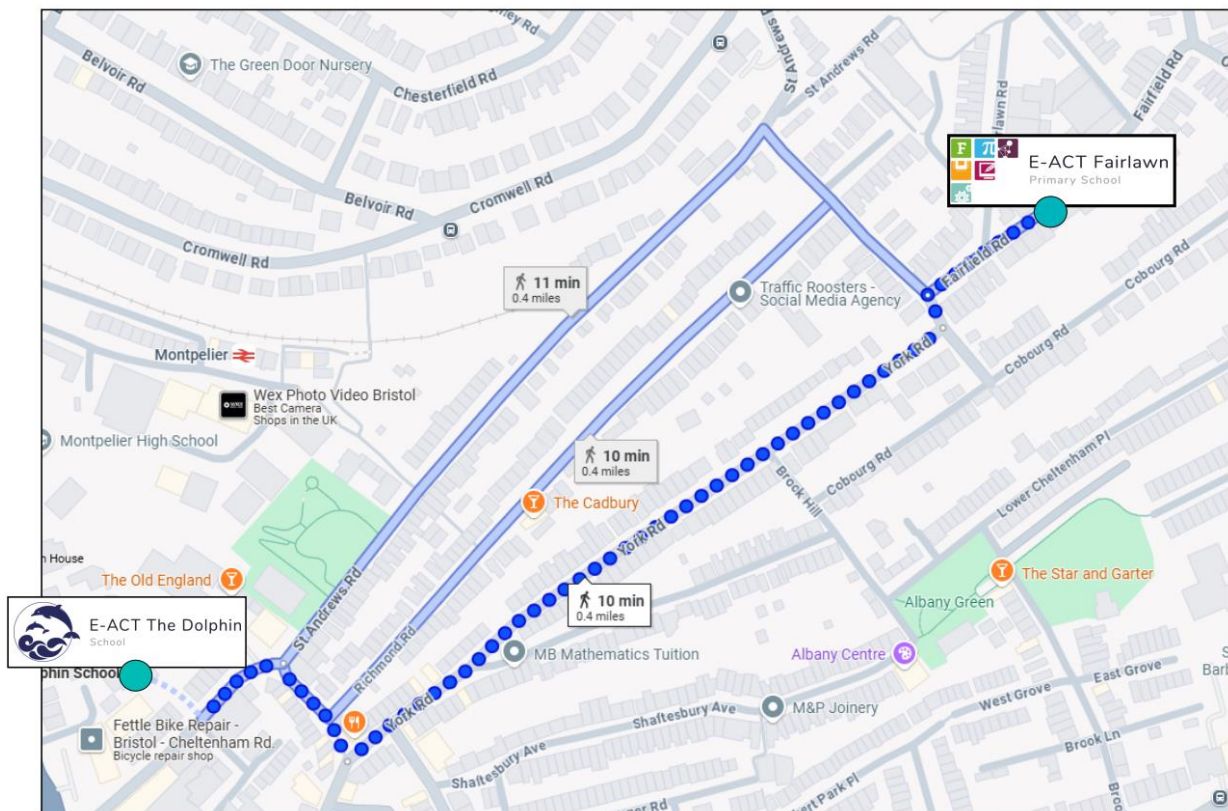 Belvoir Rd
The Green Door Nursery
Chesterfield Rd
St Andrews Rd
St Andrews Rd
Fairfield Rd
F
π
E-ACT Fairlawn
Primary School
Belvoir Rd
Cromwell Rd
Cromwell Rd
Fairfield Rd
Cobourg Rd
11 min
0.4 miles
Traffic Roosters -
Social Media Agency
Montpelier
York Rd
Cobourg Rd
Wex Photo Video Bristol
Best Camera
Shops in the UK
Montpelier High School
10 min
0.4 miles
Cobourg Rd
Brock Hill
Lower Cheltenham Pl
The Cadbury
York Rd
The Old England
The Star and Garter
10 min
0.4 miles
Albany Green
E-ACT The Dolphin
School
St Andrews Rd
Richmond Rd
MB Mathematics Tuition
Albany Centre
East Grove
phin School
York Rd
West Grove
M&P Joinery
Fettle Bike Repair -
Bristol - Cheltenham Rd.
Bicycle repair shop
Shaftesbury Ave
Brook Ln
Shaftesbury Ave